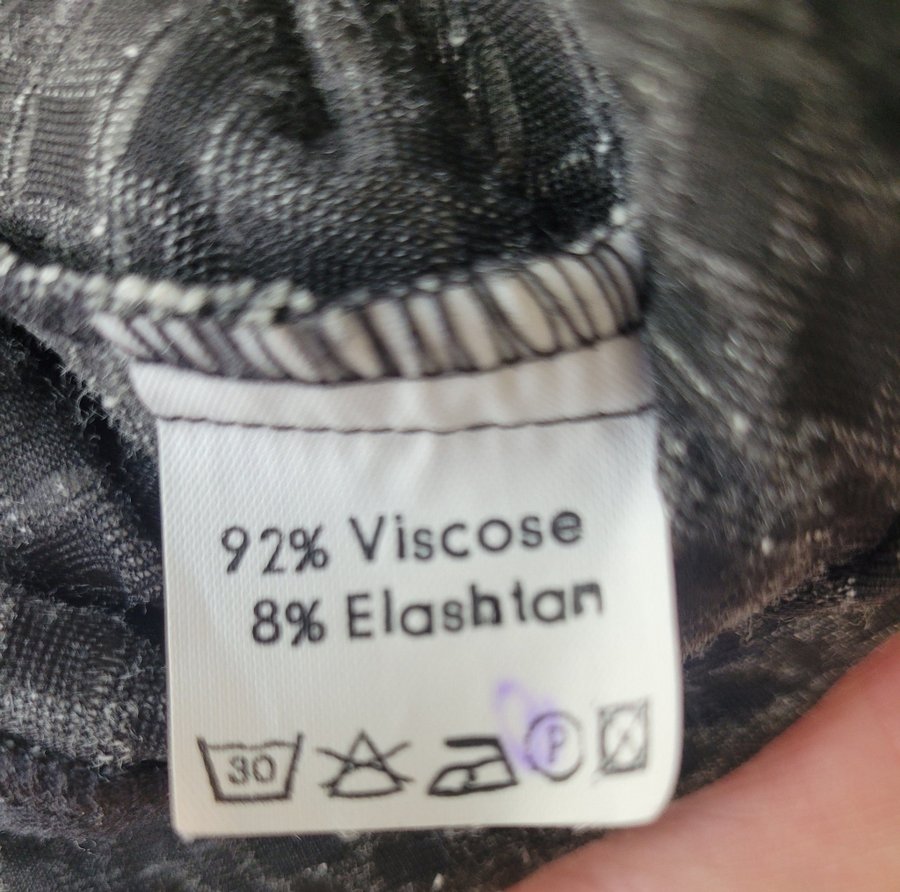 92% Viscose
8% Elashtan
30 P